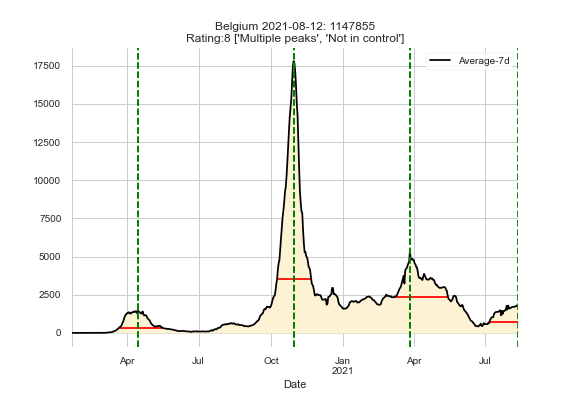 Belgium 2021-08-12: 1147855
Rating:8 ['Multiple peaks', 'Not in control']
Average-7d
17500
15000
12500
10000
7500
5000
2500
0
Apr Jul Oct Jan Apr Jul
2021
Date